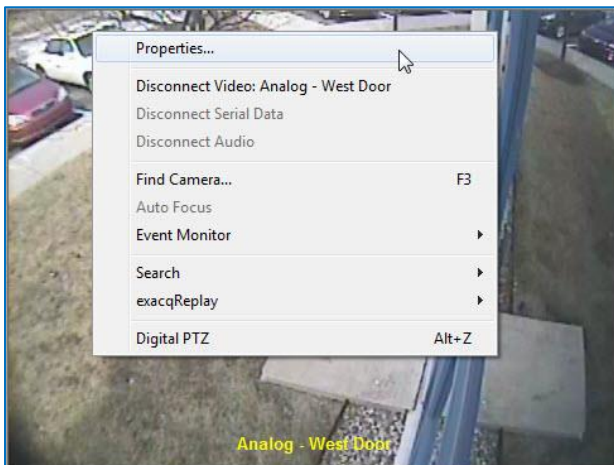 Properties...
Disconnect Video: Analog - West Door
Disconnect Serial Data
Disconnect Audio
Find Camera... F3
Auto Focus
Event Monitor
Search
exacqReplay
Digital PTZ Alt+Z
Analog - West Door